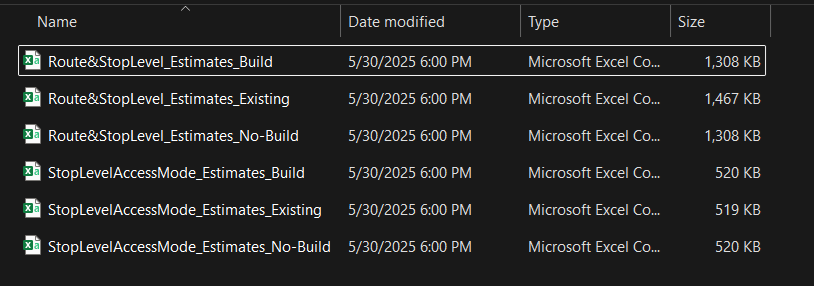 Name Date modified Type Size
Route&StopLevel_Estimates_Build 5/30/2025 6:00 PM Microsoft Excel Co... 1,308 KB
Route&StopLevel_Estimates_Existing 5/30/2025 6:00 PM Microsoft Excel Co... 1,467 KB
Route&StopLevel_Estimates_No-Build 5/30/2025 6:00 PM Microsoft Excel Co... 1,308 KB
StopLevelAccessMode_Estimates_Build 5/30/2025 6:00 PM Microsoft Excel Co... 520 KB
StopLevelAccessMode_Estimates_Existing 5/30/2025 6:00 PM Microsoft Excel Co... 519 KB
StopLevelAccessMode_Estimates_No-Build 5/30/2025 6:00 PM Microsoft Excel Co... 520 KB